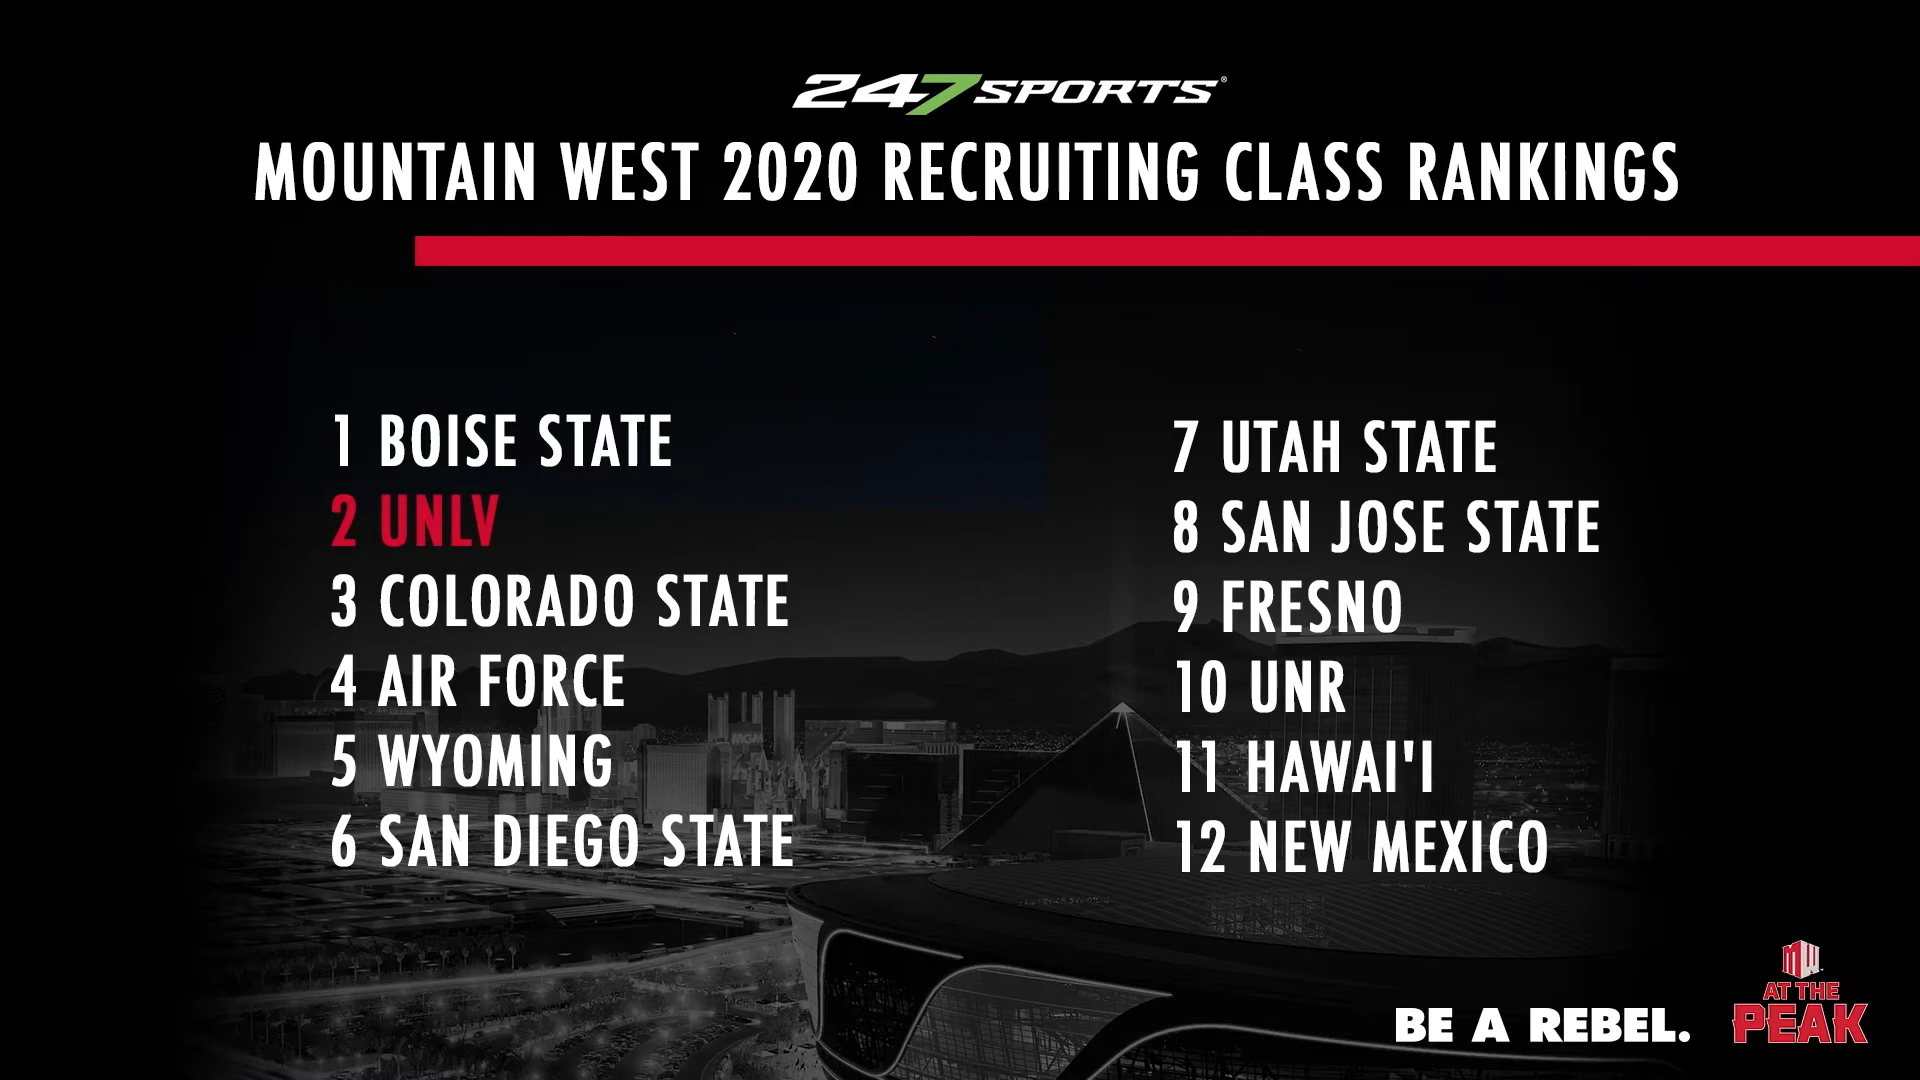 247SPORTS®
MOUNTAIN WEST 2020 RECRUITING CLASS RANKINGS
1 BOISE STATE
2 UNLV
3 COLORADO STATE
4 AIR FORCE
5 WYOMING
6 SAN DIEGO STATE
7 UTAH STATE
8 SAN JOSE STATE
9 FRESNO
10 UNR
11 HAWAI'I
12 NEW MEXICO
MGM
BE A REBEL.
MW
AT THE
PEAK